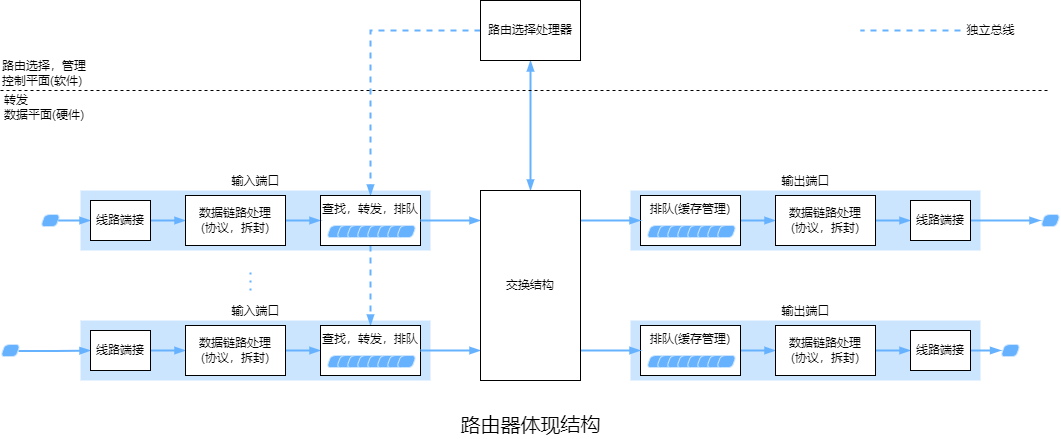 路由选择处理器
独立总线
路由选择，管理
控制平面(软件)
转发
数据平面(硬件)
输入端口
输出端口
线路端接
数据链路处理
(协议，拆封)
查找，转发，排队
排队(缓存管理)
数据链路处理
(协议，拆封)
线路端接
交换结构
输入端口
输出端口
线路端接
数据链路处理
(协议，拆封)
查找，转发，排队
排队(缓存管理)
数据链路处理
(协议，拆封)
线路端接
路由器体现结构